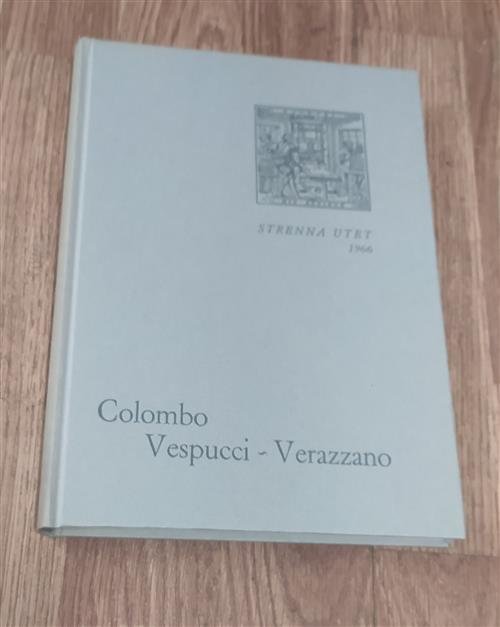 STRENNA UTET
1966
Colombo
Vespucci ~ Verazzano